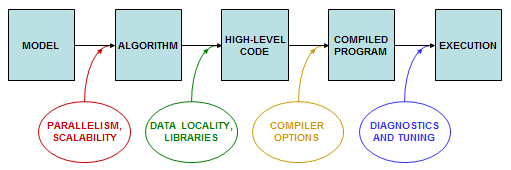 MODEL
ALGORITHM
HIGH-LEVEL
CODE
COMPILED
PROGRAM
EXECUTION
PARALLELISM,
SCALABILITY
DATA LOCALITY,
LIBRARIES
COMPILER
OPTIONS
DIAGNOSTICS
AND TUNING